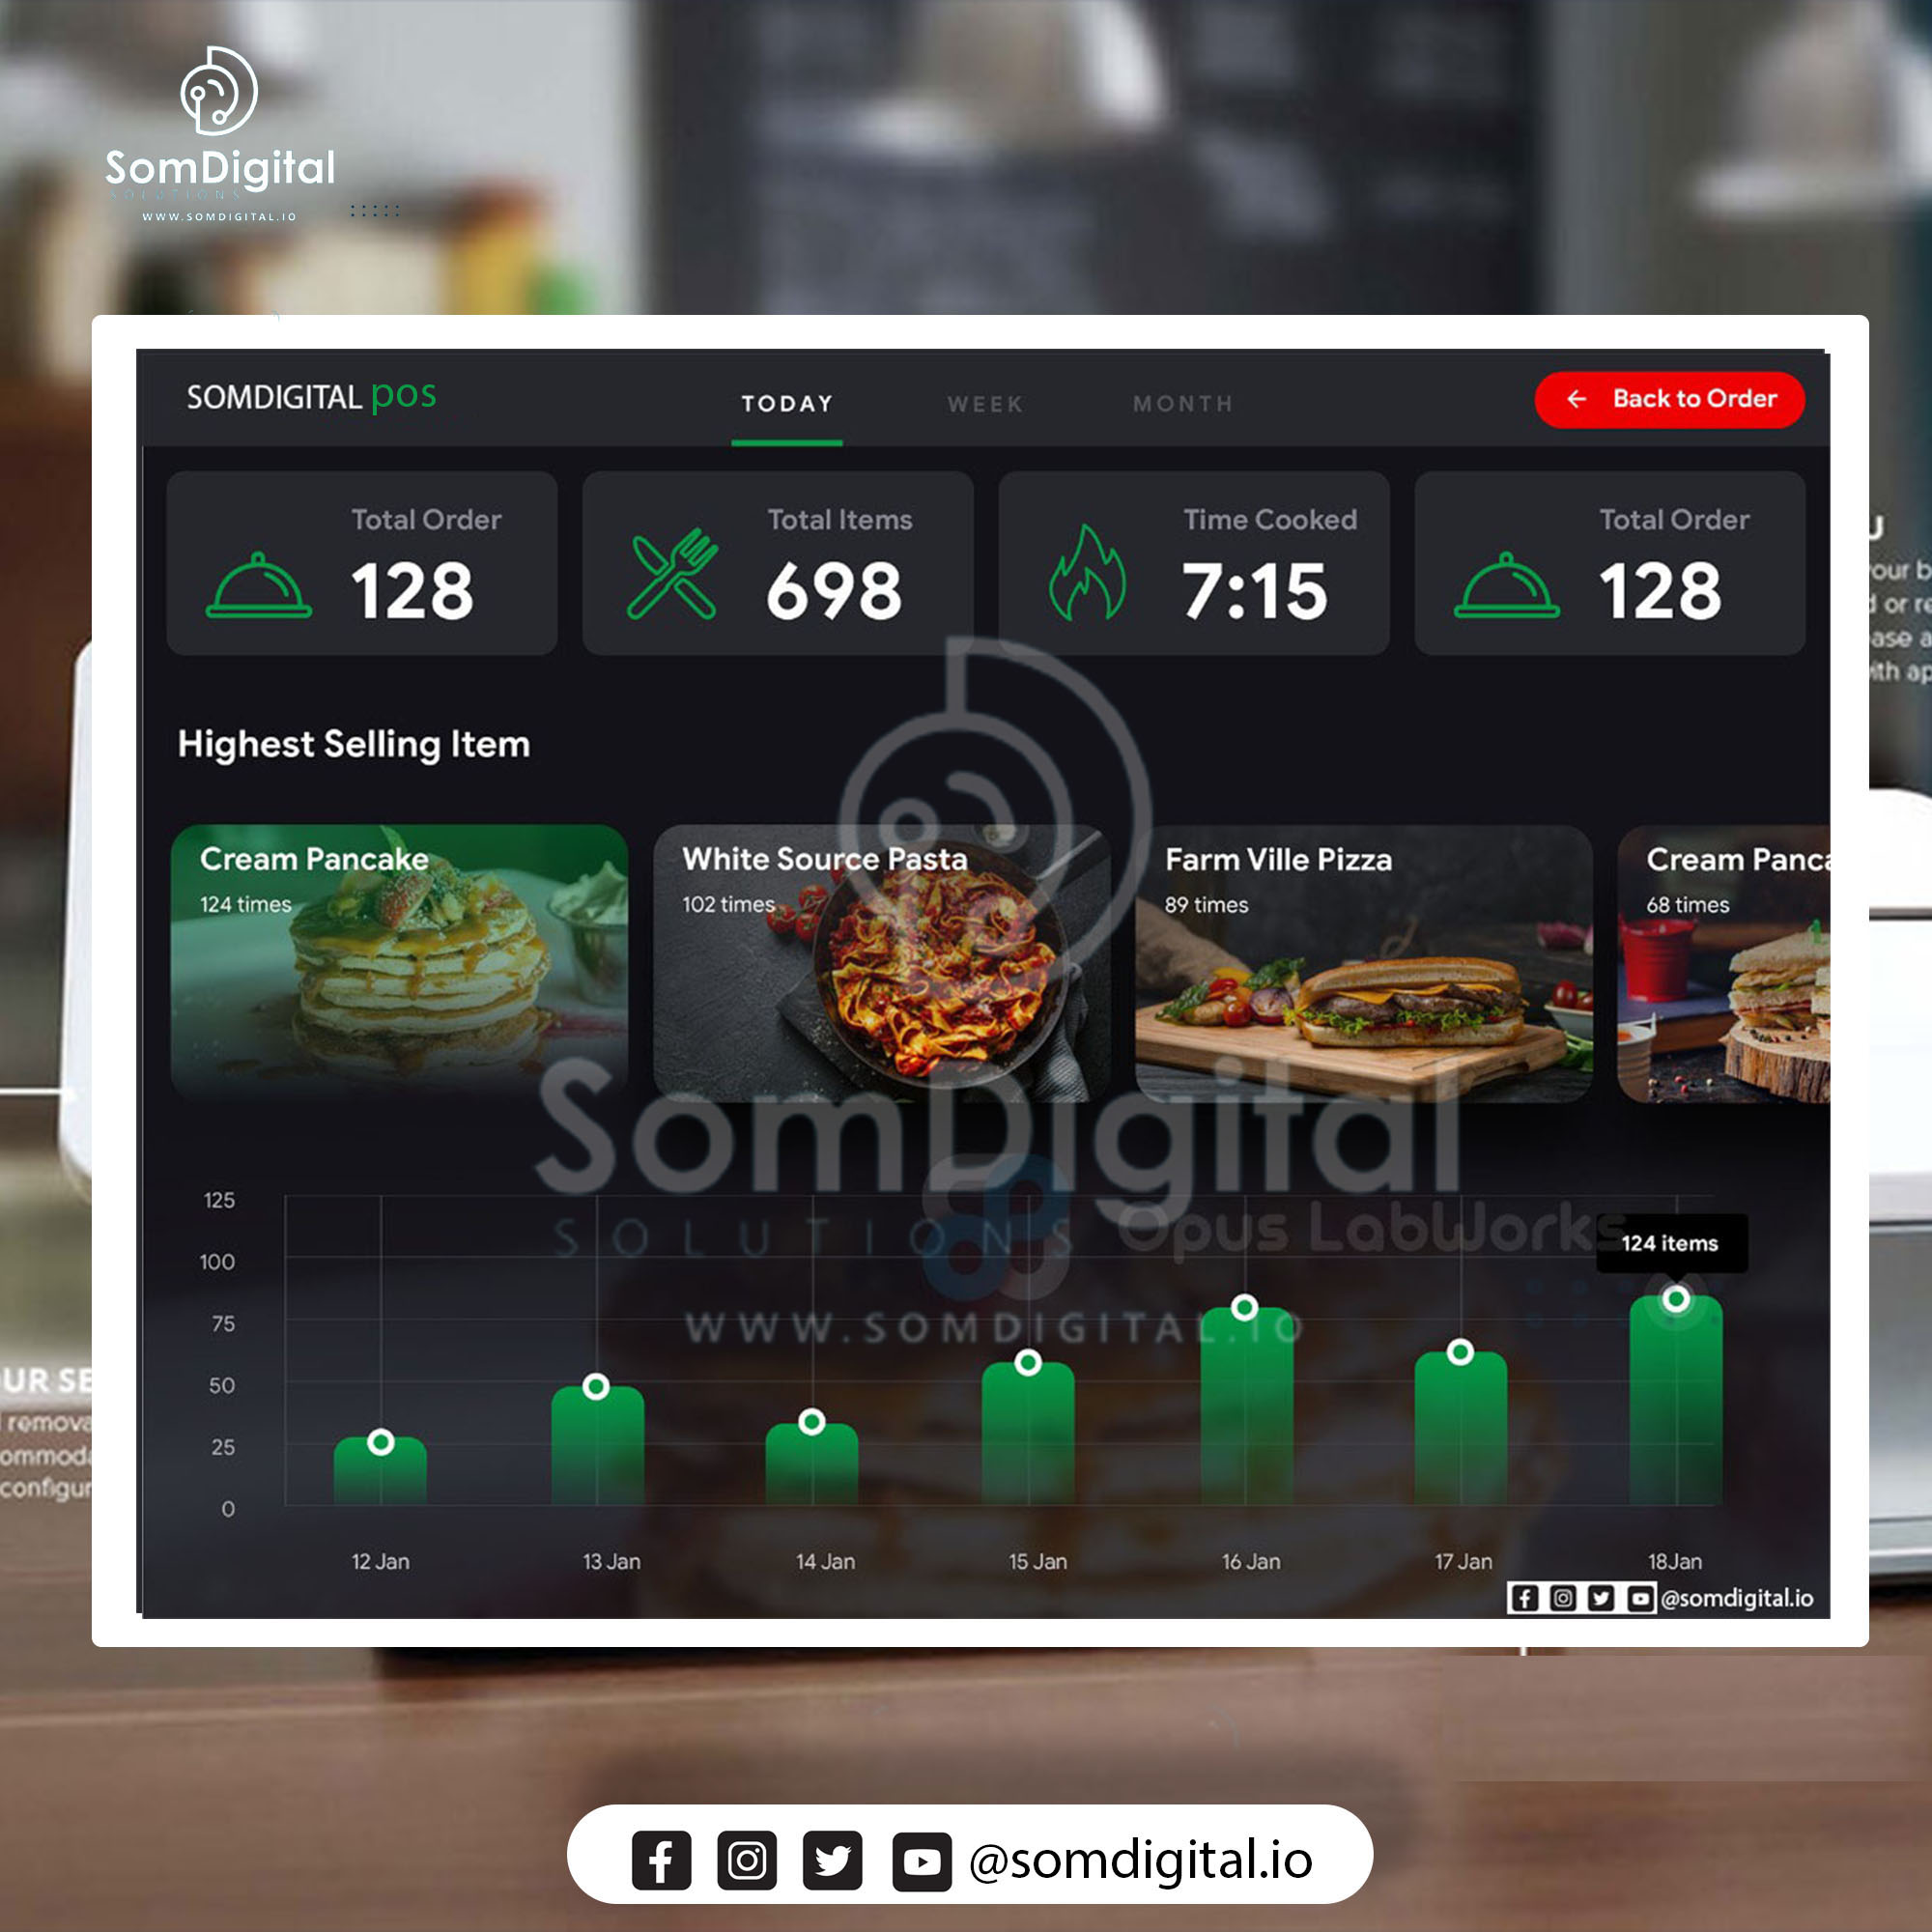 SomDigital
SOLUTIONS
WWW.SOMDIGITAL.IO
SOMDIGITAL pos
TODAY
WEEK
MONTH
← Back to Order
Total Order
128
Total Items
698
Time Cooked
7:15
Total Order
128
Highest Selling Item
Cream Pancake
124 times
White Source Pasta
102 times
Farm Ville Pizza
89 times
Cream Panca
68 times
SomDigital
SOLUTIONS
Opus LabWorks
WWW.SOMDIGITAL.IO
125
100
75
50
25
0
124 items
12 Jan
13 Jan
14 Jan
15 Jan
16 Jan
17 Jan
18Jan
@somdigital.io
our b
or re
ase a
ith ap
UR SE
remova
ommoda
configur
@somdigital.io